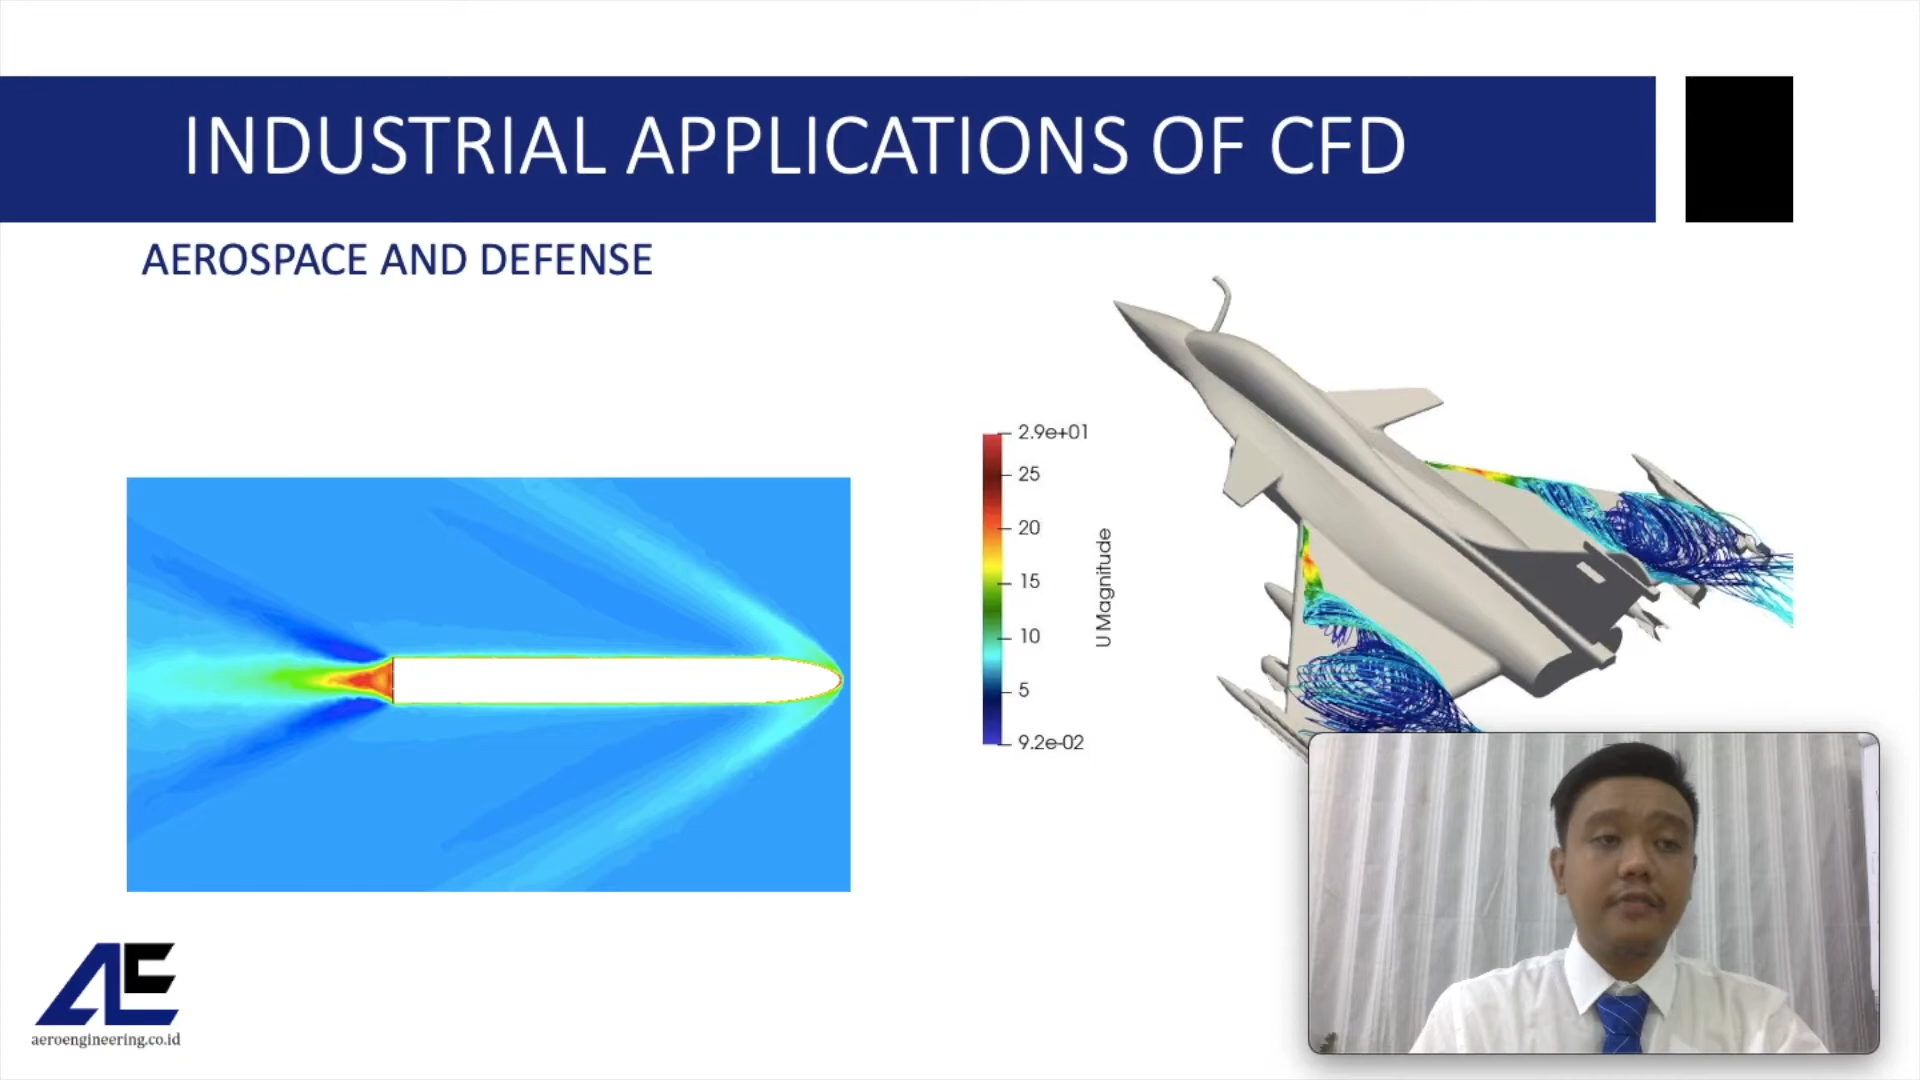 INDUSTRIAL APPLICATIONS OF CFD
AEROSPACE AND DEFENSE
2.9e+01
25
20
15
10
5
9.2e-02
U Magnitude
AE
aeroengineering.co.id